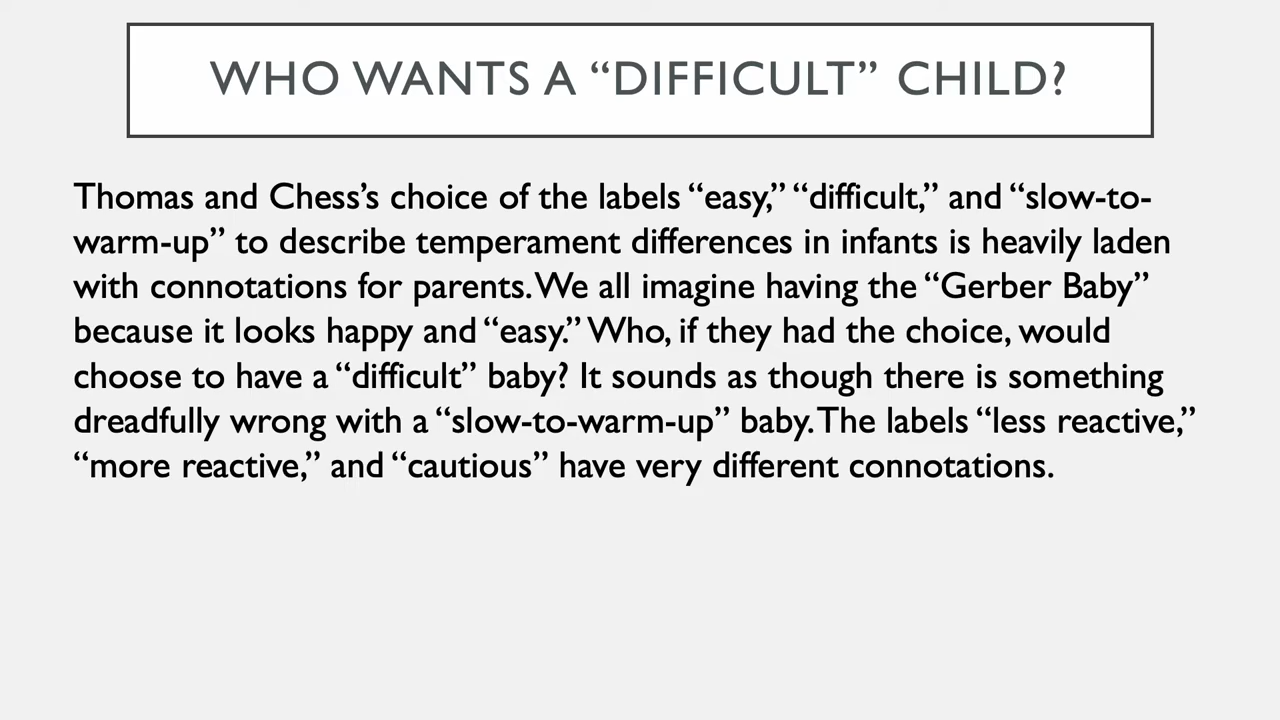 WHO WANTS A “DIFFICULT” CHILD?
Thomas and Chess’s choice of the labels “easy,” “difficult,” and “slow-to-
warm-up” to describe temperament differences in infants is heavily laden
with connotations for parents. We all imagine having the “Gerber Baby”
because it looks happy and “easy.” Who, if they had the choice, would
choose to have a “difficult” baby? It sounds as though there is something
dreadfully wrong with a “slow-to-warm-up” baby. The labels “less reactive,”
“more reactive,” and “cautious” have very different connotations.